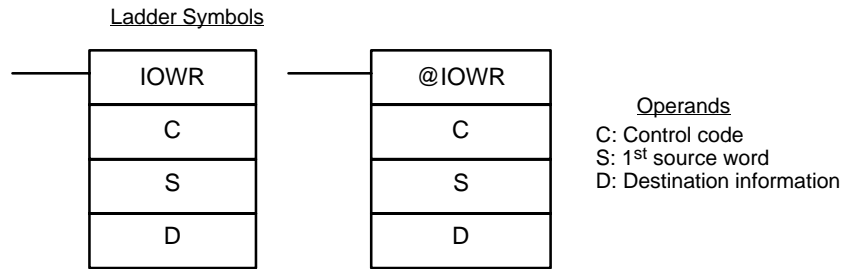 Ladder Symbols
IOWR
C
S
D
@IOWR
C
S
D
Operands
C: Control code
S: 1st source word
D: Destination information